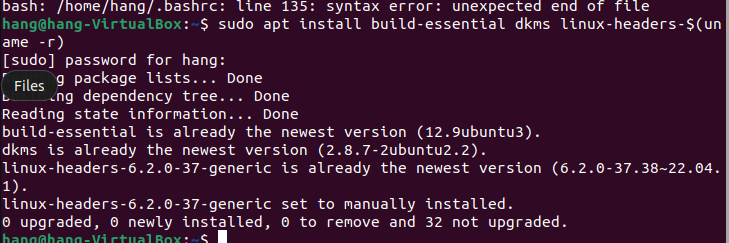 bash: /home/hang/.bashrc: line 135: syntax error: unexpected end of file
hang@hang-VirtualBox:~$ sudo apt install build-essential dkms linux-headers-$(un
ame -r)
[sudo] password for hang:
g package lists... Done
Files
ing dependency tree... Done
Reading state information... Done
build-essential is already the newest version (12.9ubuntu3).
dkms is already the newest version (2.8.7-2ubuntu2.2).
linux-headers-6.2.0-37-generic is already the newest version (6.2.0-37.38~22.04.
1).
linux-headers-6.2.0-37-generic set to manually installed.
0 upgraded, 0 newly installed, 0 to remove and 32 not upgraded.
hang@hang-VirtualBox:~$